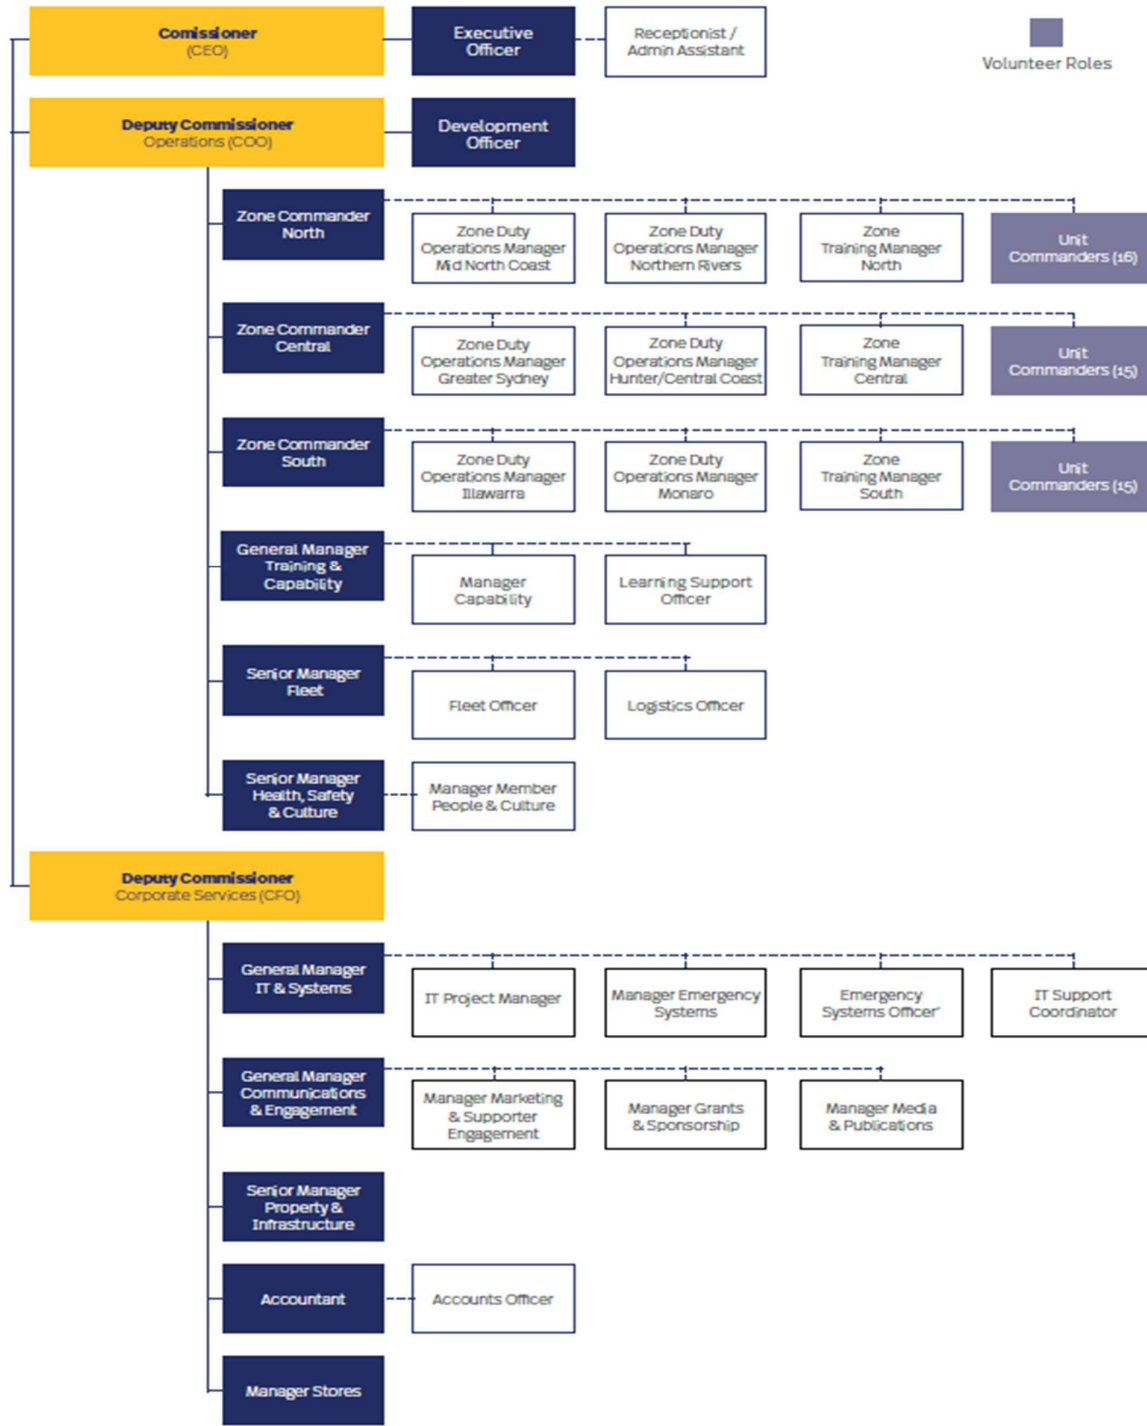 Comissioner
(CEO)
Executive
Officer
Receptionist /
Admin Assistant
Volunteer Roles
Deputy Commissioner
Operations (COO)
Development
Officer
Zone Commander
North
Zone Duty
Operations Manager
Mid North Coast
Zone Duty
Operations Manager
Northern Rivers
Zone
Training Manager
North
Unit
Commanders (16)
Zone Commander
Central
Zone Duty
Operations Manager
Greater Sydney
Zone Duty
Operations Manager
Hunter/Central Coast
Zone
Training Manager
Central
Unit
Commanders (15)
Zone Commander
South
Zone Duty
Operations Manager
Illawarra
Zone Duty
Operations Manager
Monaro
Zone
Training Manager
South
Unit
Commanders (15)
General Manager
Training &
Capability
Manager
Capability
Learning Support
Officer
Senior Manager
Fleet
Fleet Officer
Logistics Officer
Senior Manager
Health, Safety
& Culture
Manager Member
People & Culture
Deputy Commissioner
Corporate Services (CFO)
General Manager
IT & Systems
IT Project Manager
Manager Emergency
Systems
Emergency
Systems Officer'
IT Support
Coordinator
General Manager
Communications
& Engagement
Manager Marketing
& Supporter
Engagement
Manager Grants
& Sponsorship
Manager Media
& Publications
Senior Manager
Property &
Infrastructure
Accountant
Accounts Officer
Manager Stores